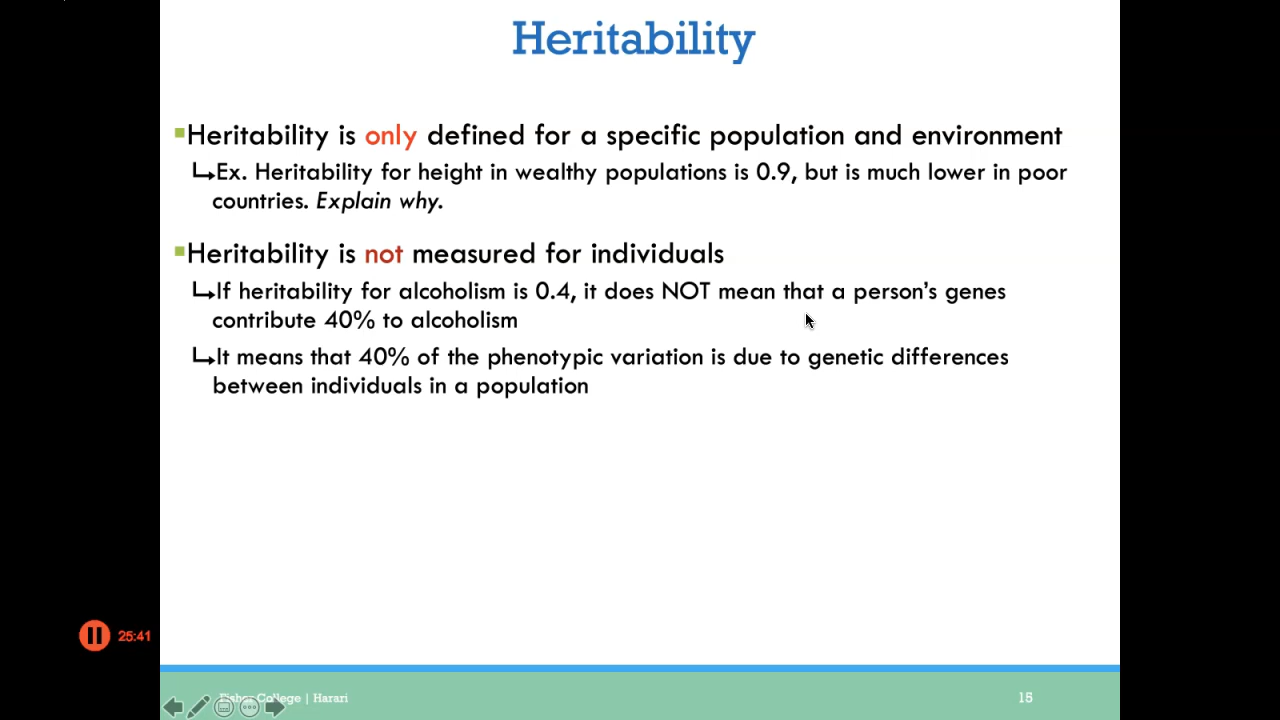 Heritability
Heritability is only defined for a specific population and environment
Ex. Heritability for height in wealthy populations is 0.9, but is much lower in poor
countries. Explain why.
Heritability is not measured for individuals
If heritability for alcoholism is 0.4, it does NOT mean that a person's genes
contribute 40% to alcoholism
It means that 40% of the phenotypic variation is due to genetic differences
between individuals in a population
25:41
Fisher College | Harari
15